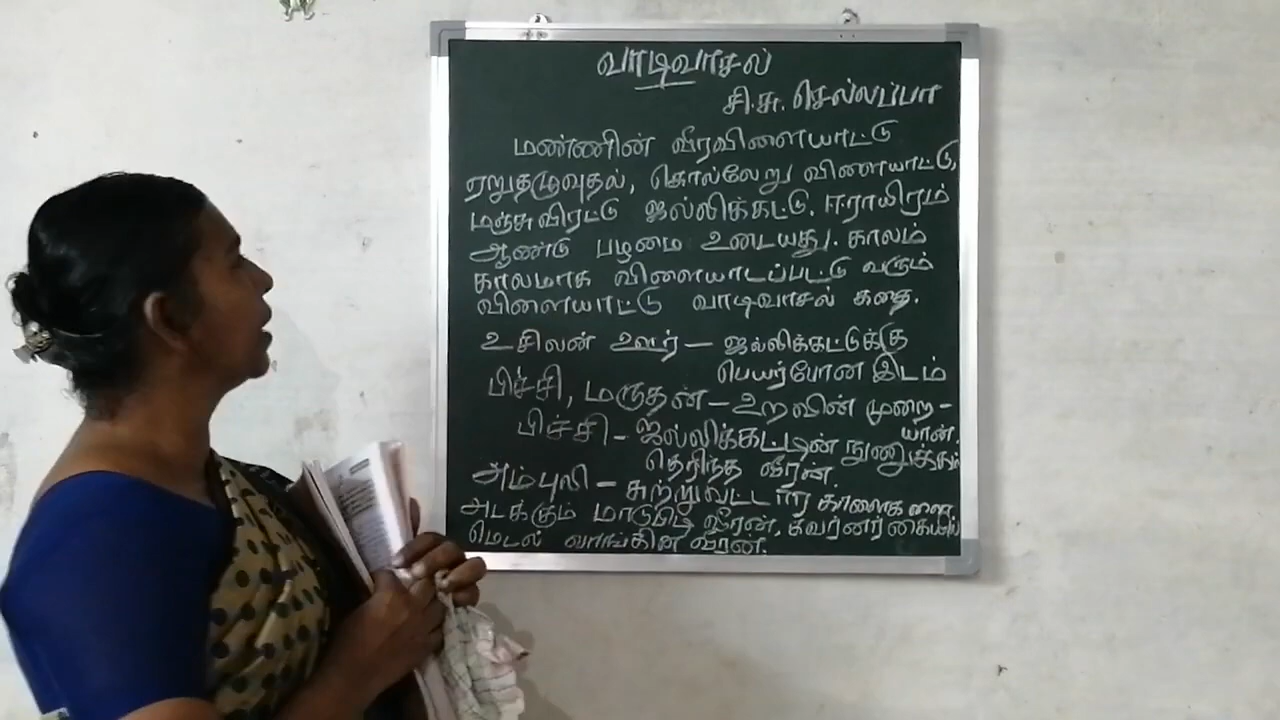 வாடிவாசல்
சி.சு. செல்லப்பா
மண்ணின் வீரவிளையாட்டு
ஏறுதழுவுதல், கொல்லேறு விளையாட்டு,
மஞ்சுவிரட்டு ஜல்லிக்கட்டு. ஈராயிரம்
ஆண்டு பழமை உடையது. காலம்
காலமாக விளையாடப்பட்டு வரும்
விளையாட்டு வாடிவாசல் கதை.
உசிலன் ஊர் – ஜல்லிக்கட்டுக்கு
பெயர்போன இடம்
பிச்சி, மருதன் – உறவின் முறை –
யான்.
பிச்சி – ஜல்லிக்கட்டின் நுணுக்கம்
தெரிந்த வீரன்.
அம்புலி – சுற்றுவட்டார காளைகளை
அடக்கும் மாடுபிடி வீரன், கவர்னர் கையில்
மெடல் வாங்கின வீரன்.